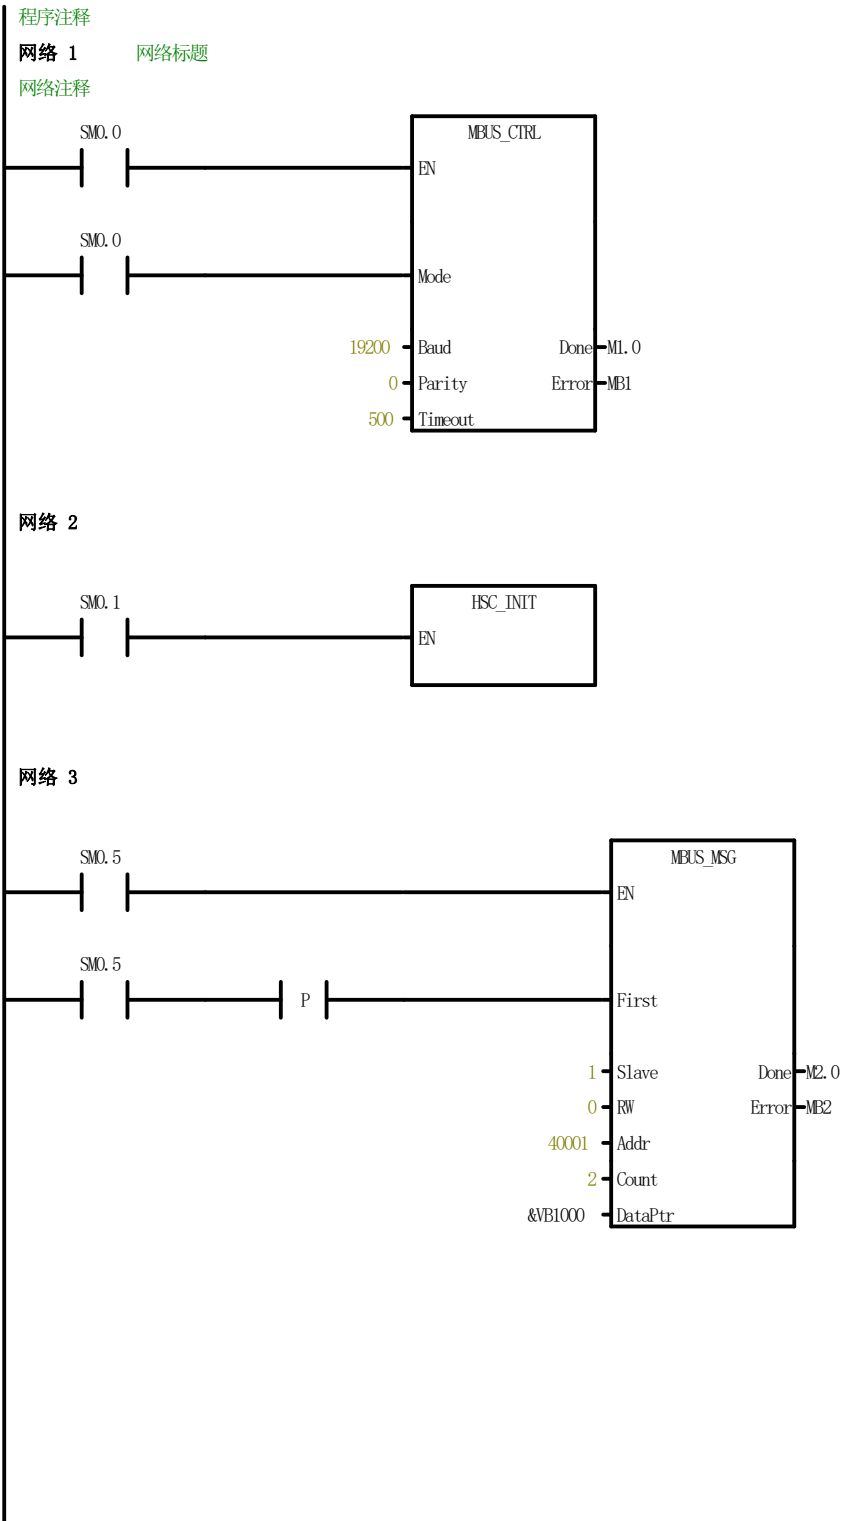 程序注释
网络 1 网络标题
网络注释
SM0.0 MBUS_CTRL
EN
SM0.0
Mode
19200 Baud Done M1.0
0 Parity Error MB1
500 Timeout
网络 2
SM0.1 HSC_INIT
EN
网络 3
SM0.5 MBUS_MSG
EN
SM0.5
P First
1 Slave Done M2.0
0 RW Error MB2
40001 Addr
2 Count
&VB1000 DataPtr